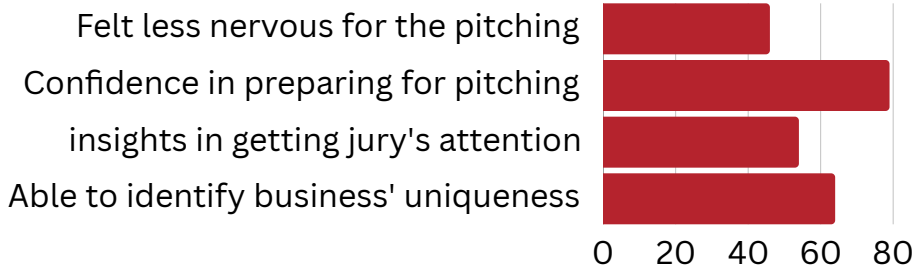 Felt less nervous for the pitching
Confidence in preparing for pitching
insights in getting jury's attention
Able to identify business' uniqueness
0 20 40 60 80